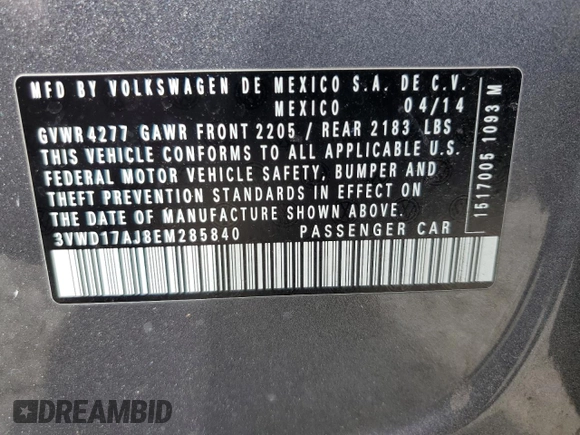 MFD BY VOLKSWAGEN DE MEXICO S.A. DE C.V.
MEXICO 04/14
GVWR 4277 GAWR FRONT 2205 / REAR 2183 LBS
THIS VEHICLE CONFORMS TO ALL APPLICABLE U.S.
FEDERAL MOTOR VEHICLE SAFETY, BUMPER AND
THEFT PREVENTION STANDARDS IN EFFECT ON
THE DATE OF MANUFACTURE SHOWN ABOVE.
3VWD17AJ8EM285840 PASSENGER CAR
1517005 1093 M
DREAMBID